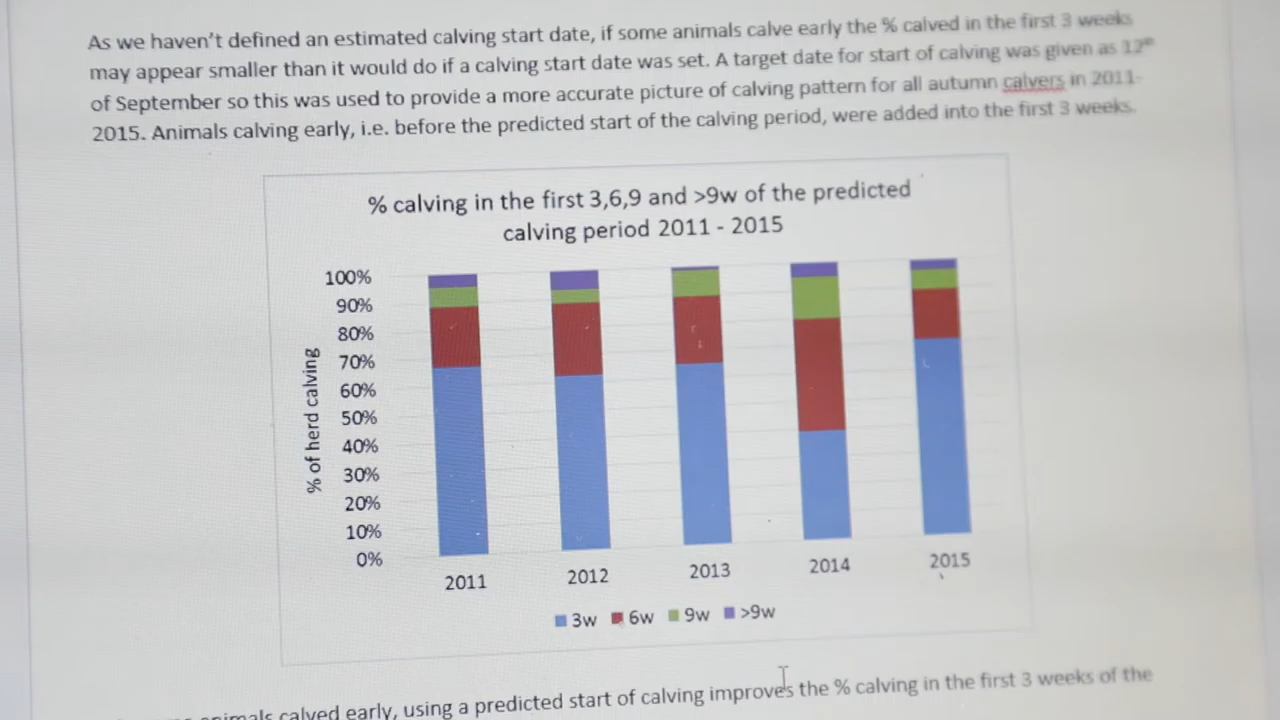 As we haven't defined an estimated calving start date, if some animals calve early the % calved in the first 3 weeks
may appear smaller than it would do if a calving start date was set. A target date for start of calving was given as 12th
of September so this was used to provide a more accurate picture of calving pattern for all autumn calvers in 2011-
2015. Animals calving early, i.e. before the predicted start of the calving period, were added into the first 3 weeks.
% calving in the first 3,6,9 and >9w of the predicted
calving period 2011 - 2015
% of herd calving
100%
90%
80%
70%
60%
50%
40%
30%
20%
10%
0%
2011 2012 2013 2014 2015
3w 6w 9w >9w
animals calved early, using a predicted start of calving improves the % calving in the first 3 weeks of the